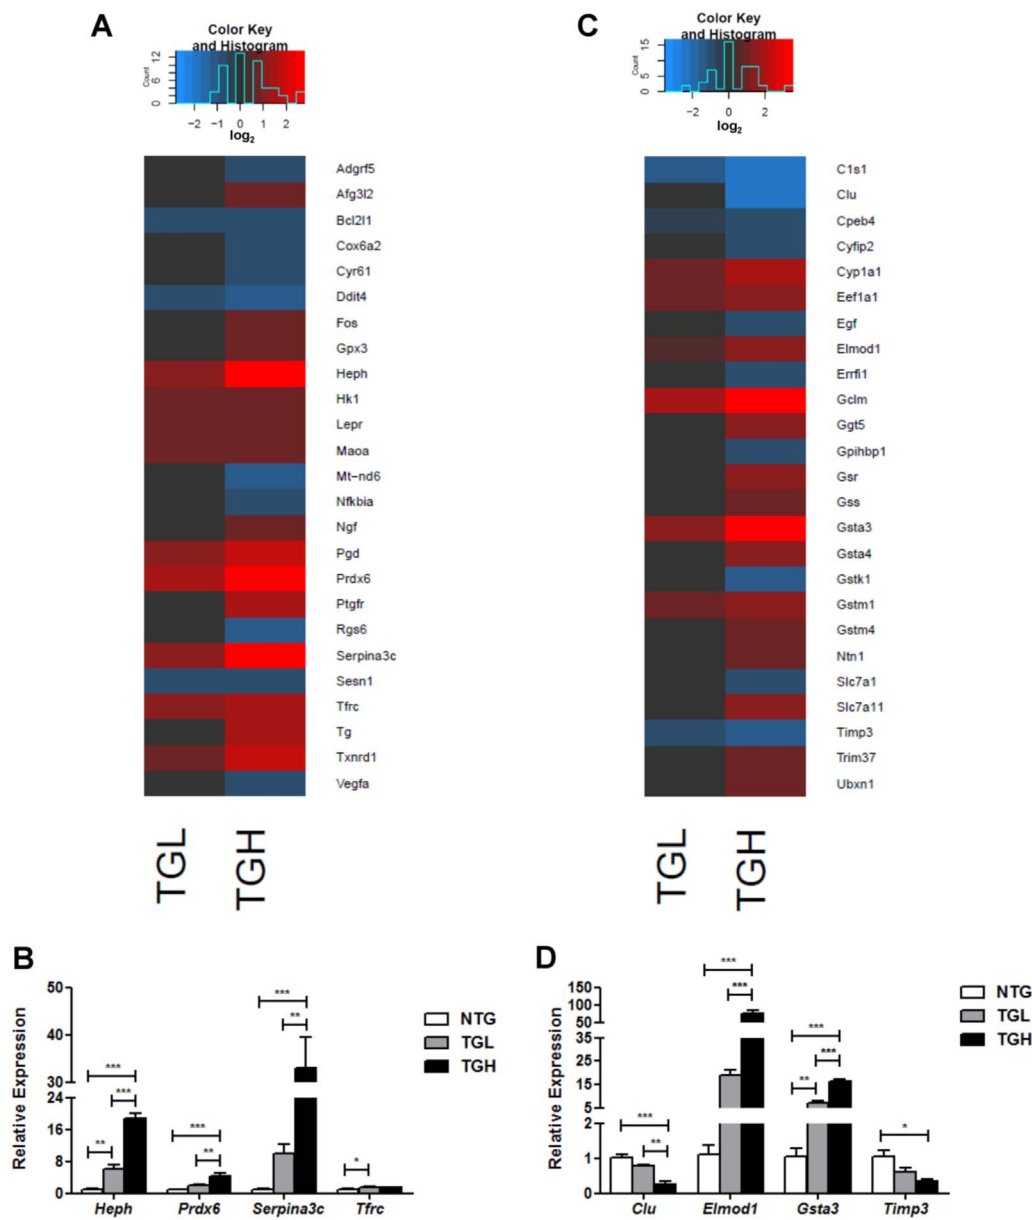 A
Color Key
and Histogram
Count
12
6
0
−2 −1 0 1 2
log2
Adgrf5
Afg3l2
Bcl2l1
Cox6a2
Cyr61
Ddit4
Fos
Gpx3
Heph
Hk1
Lepr
Maoa
Mt−nd6
Nfkbia
Ngf
Pgd
Prdx6
Ptgfr
Rgs6
Serpina3c
Sesn1
Tfrc
Tg
Txnrd1
Vegfa
TGL
TGH
C
Color Key
and Histogram
Count
15
5
0
−2 0 2
log2
C1s1
Clu
Cpeb4
Cyfip2
Cyp1a1
Eef1a1
Egf
Elmod1
Errfi1
Gclm
Ggt5
Gpihbp1
Gsr
Gss
Gsta3
Gsta4
Gstk1
Gstm1
Gstm4
Ntn1
Slc7a1
Slc7a11
Timp3
Trim37
Ubxn1
TGL
TGH
B
Relative Expression
50
40
30
24
16
8
0
***
***
**
***
**
***
**
*
Heph Prdx6 Serpina3c Tfrc
NTG
TGL
TGH
D
Relative Expression
150
100
50
35
25
15
5
2
1
0
***
**
***
***
***
***
**
*
Clu Elmod1 Gsta3 Timp3
NTG
TGL
TGH